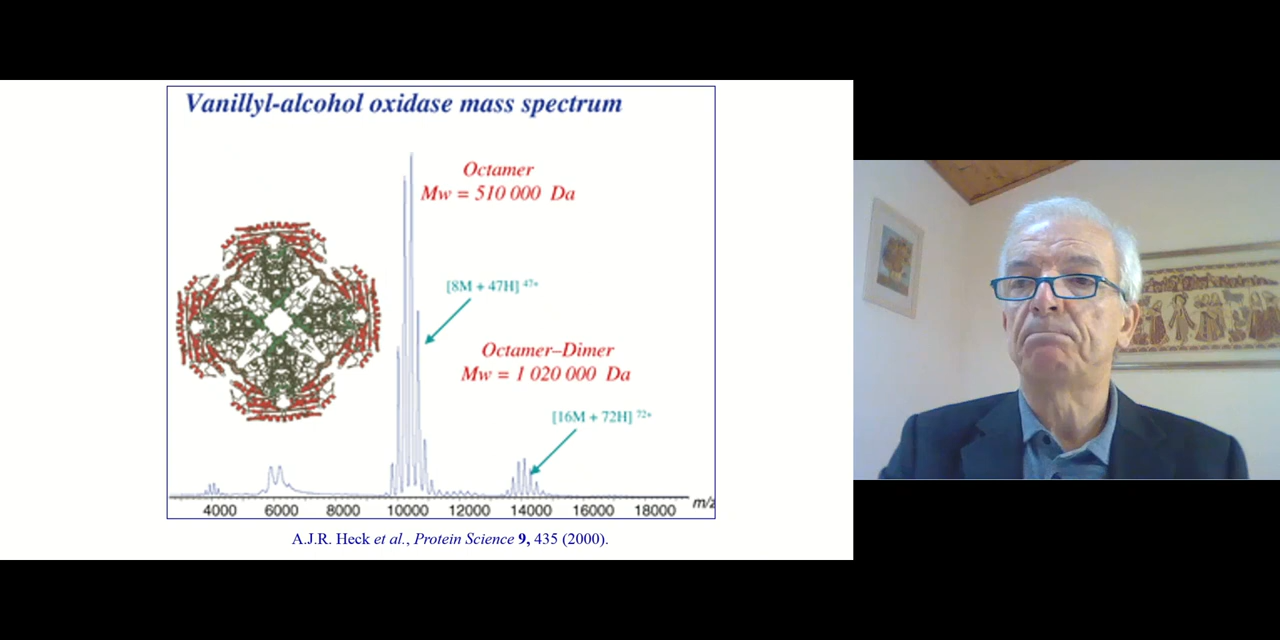 Vanillyl-alcohol oxidase mass spectrum
Octamer
Mw = 510 000 Da
[8M + 47H] 47+
Octamer–Dimer
Mw = 1 020 000 Da
[16M + 72H] 72+
4000 6000 8000 10000 12000 14000 16000 18000 m/z
A.J.R. Heck et al., Protein Science 9, 435 (2000).